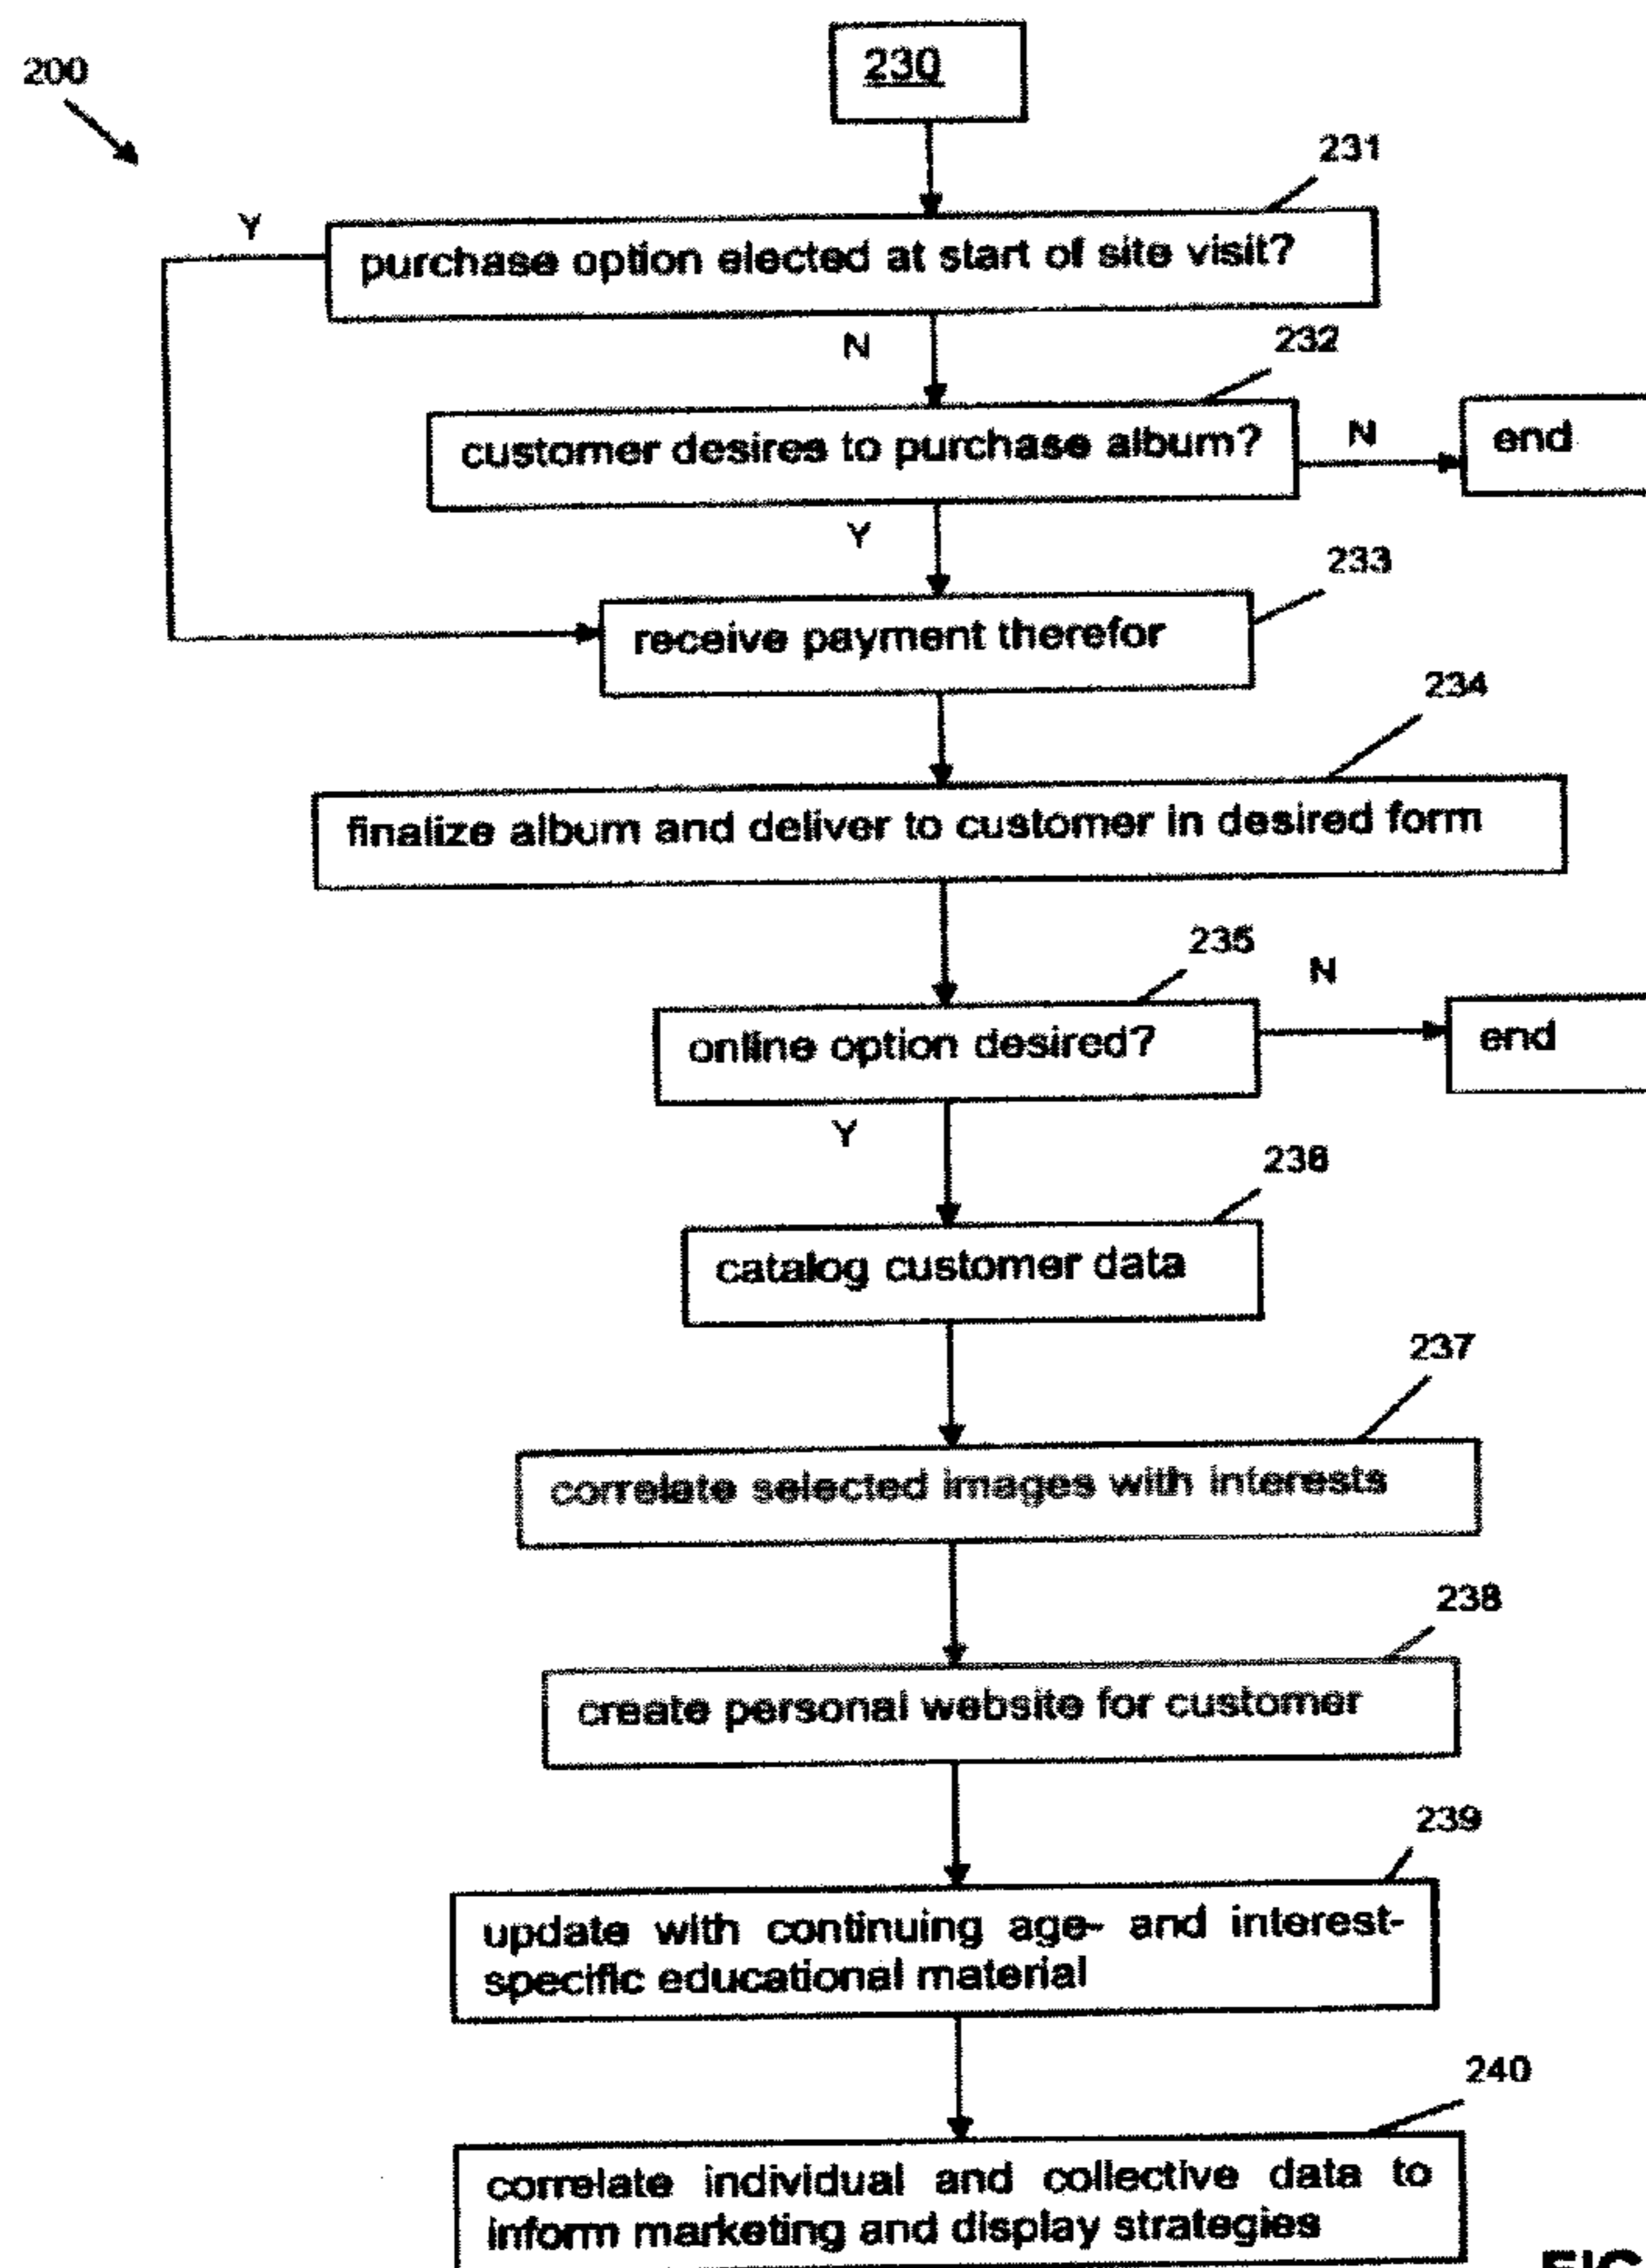 200
230
231
Y
purchase option elected at start of site visit?
N
232
customer desires to purchase album?
N
end
Y
233
receive payment therefor
234
finalize album and deliver to customer in desired form
235
N
online option desired?
end
Y
236
catalog customer data
237
correlate selected images with interests
238
create personal website for customer
239
update with continuing age- and interest-
specific educational material
240
correlate individual and collective data to
inform marketing and display strategies
FIG